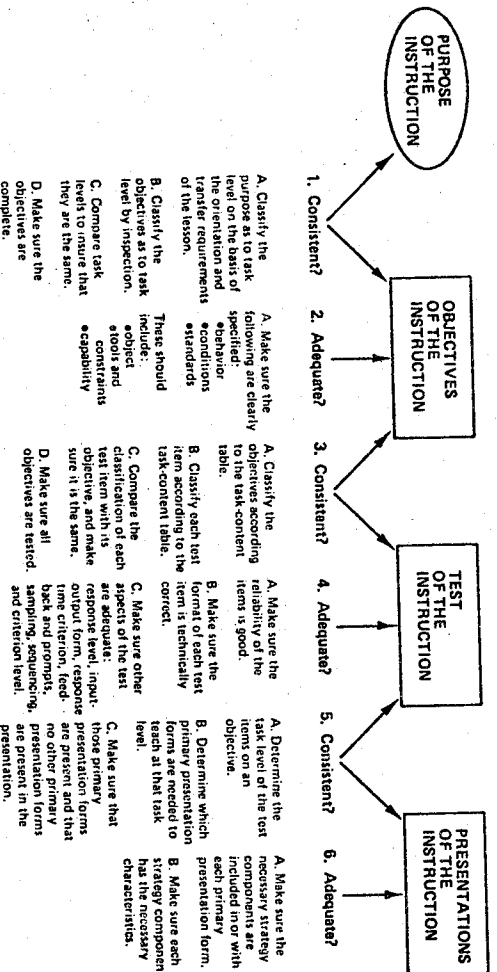 PURPOSE
OF THE
INSTRUCTION
OBJECTIVES
OF THE
INSTRUCTION
TEST
OF THE
INSTRUCTION
PRESENTATIONS
OF THE
INSTRUCTION
1. Consistent?
A. Classify the
purpose as to task
level on the basis of
the orientation and
transfer requirements
of the lesson.
B. Classify the
objectives as to task
level by inspection.
C. Compare task
levels to insure that
they are the same.
D. Make sure the
objectives are
complete.
2. Adequate?
A. Make sure the
following are clearly
specified:
•behavior
•conditions
•standards
These should
include:
•object
•tools and
constraints
•capability
3. Consistent?
A. Classify the
objectives according
to the task-content
table.
B. Classify each test
item according to the
task-content table.
C. Compare the
classification of each
test item with its
objective, and make
sure it is the same.
D. Make sure all
objectives are tested.
4. Adequate?
A. Make sure the
reliability of the
items is good.
B. Make sure the
format of each test
item is technically
correct.
C. Make sure other
aspects of the test
are adequate:
response level, input-
output form, response
time criterion, feed-
back and prompts,
sampling, sequencing,
and criterion level.
5. Consistent?
A. Determine the
task level of the test
items on an
objective.
B. Determine which
primary presentation
forms are needed to
teach at that task
level.
C. Make sure that
those primary
presentation forms
are present and that
no other primary
presentation forms
are present in the
presentation.
6. Adequate?
A. Make sure the
necessary strategy
components are
included in or with
each primary
presentation form.
B. Make sure each
strategy componen
has the necessary
characteristics.